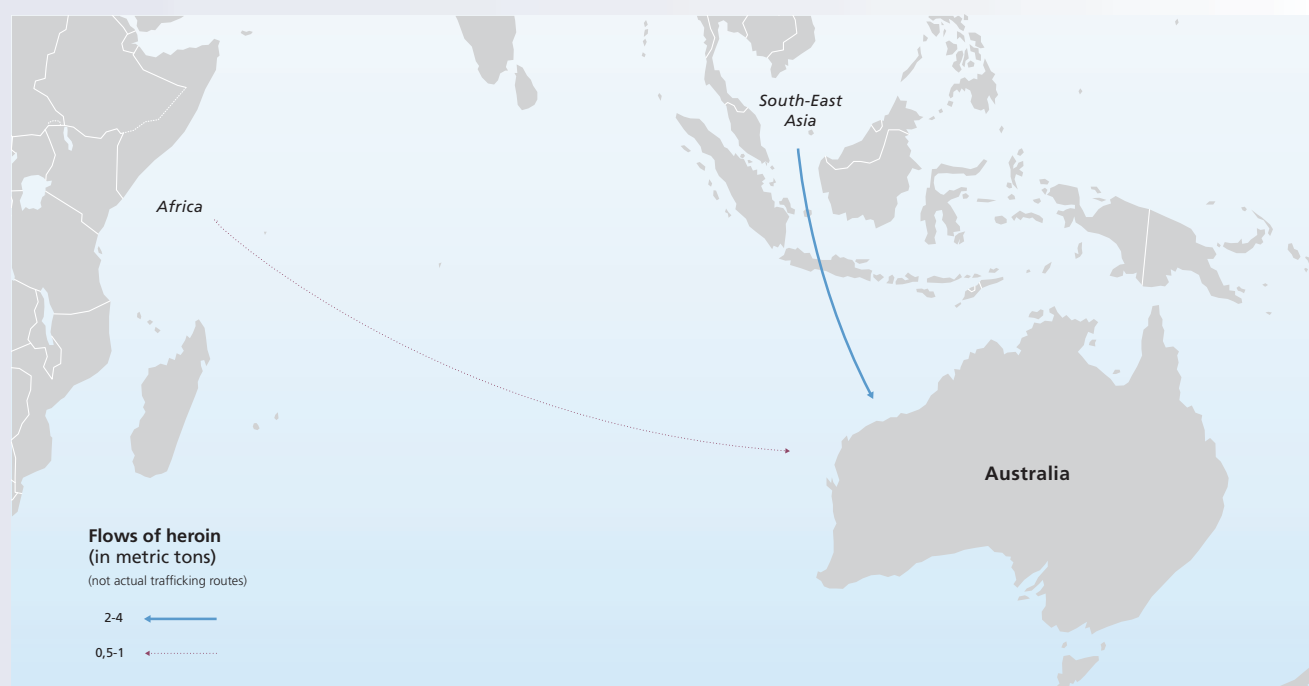 South-East
Asia
Africa
Australia
Flows of heroin
(in metric tons)
(not actual trafficking routes)
2-4
0,5-1